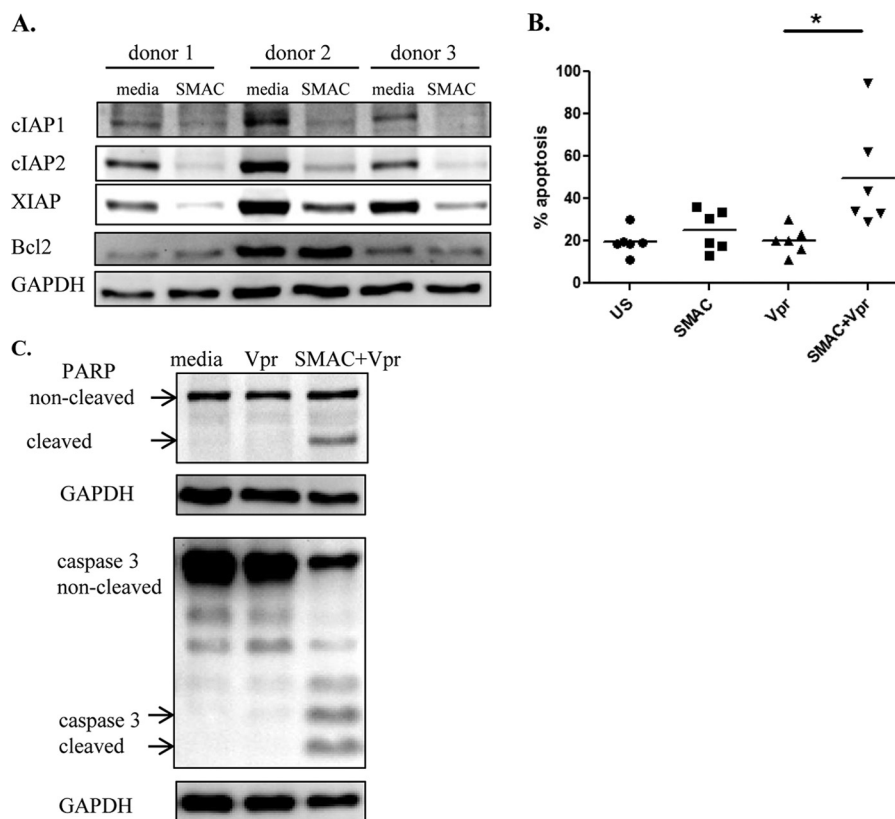 A.
donor 1 donor 2 donor 3
media SMAC media SMAC media SMAC
cIAP1
cIAP2
XIAP
Bcl2
GAPDH
B.
*
% apoptosis
100
80
60
40
20
0
US SMAC Vpr SMAC+Vpr
C.
media Vpr SMAC+Vpr
PARP
non-cleaved
cleaved
GAPDH
caspase 3
non-cleaved
caspase 3
cleaved
GAPDH